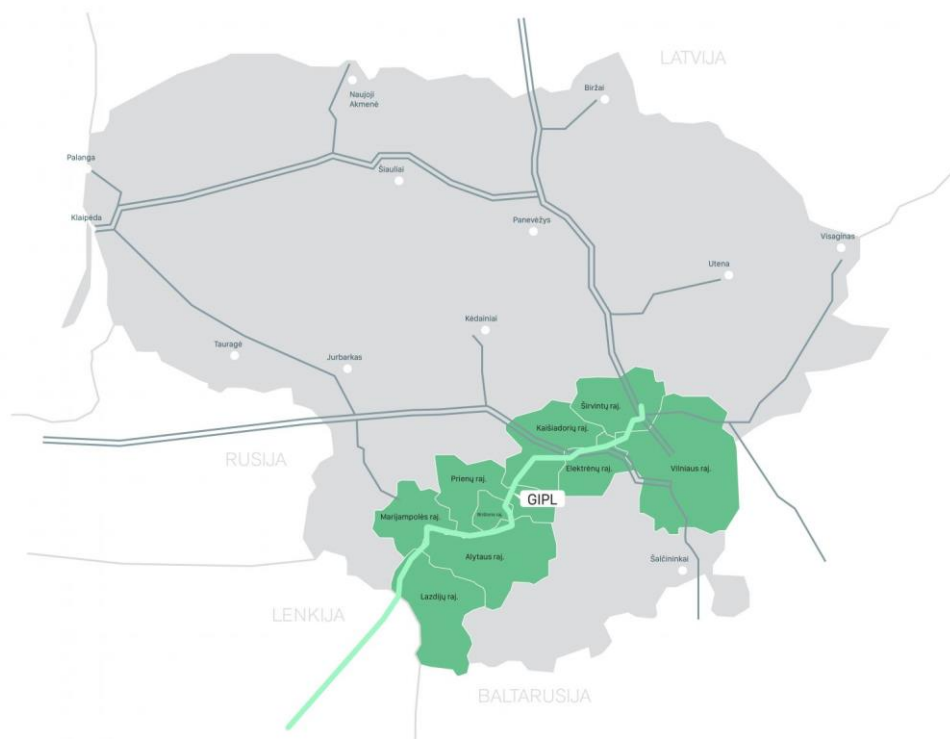 LATVIJA
Biržai
Naujoji
Akmenė
Palanga
Šiauliai
Klaipėda
Panevėžys
Visaginas
Utena
Kėdainiai
Tauragė
Jurbarkas
Širvintų raj.
Kaišiadorių raj.
RUSIJA
Elektrėnų raj.
Vilniaus raj.
Prienų raj.
GIPL
Marijampolės raj.
Alytaus raj.
Šalčininkai
Lazdijų raj.
LENKIJA
BALTARUSIJA